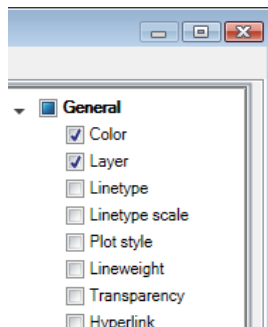 General
Color
Layer
Linetype
Linetype scale
Plot style
Lineweight
Transparency
Hyperlink